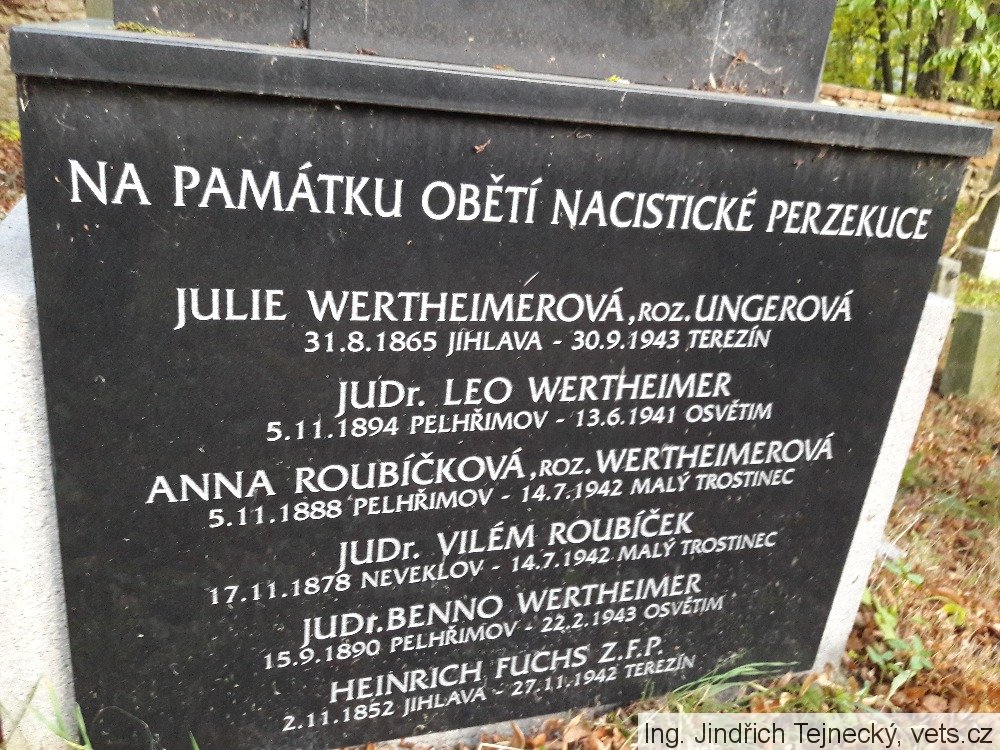 NA PAMÁTKU OBĚTÍ NACISTICKÉ PERZEKUCE
JULIE WERTHEIMEROVÁ, ROZ. UNGEROVÁ
31.8.1865 JIHLAVA - 30.9.1943 TEREZÍN
JUDr. LEO WERTHEIMER
5.11.1894 PELHŘIMOV - 13.6.1941 OSVĚTIM
ANNA ROUBÍČKOVÁ, ROZ. WERTHEIMEROVÁ
5.11.1888 PELHŘIMOV - 14.7.1942 MALÝ TROSTINEC
JUDr. VILÉM ROUBÍČEK
17.11.1878 NEVEKLOV - 14.7.1942 MALÝ TROSTINEC
JUDr. BENNO WERTHEIMER
15.9.1890 PELHŘIMOV - 22.2.1943 OSVĚTIM
HEINRICH FUCHS Z.F.P.
2.11.1852 JIHLAVA - 27.11.1942 TEREZÍN
Ing. Jindřich Tejnecký, vets.cz